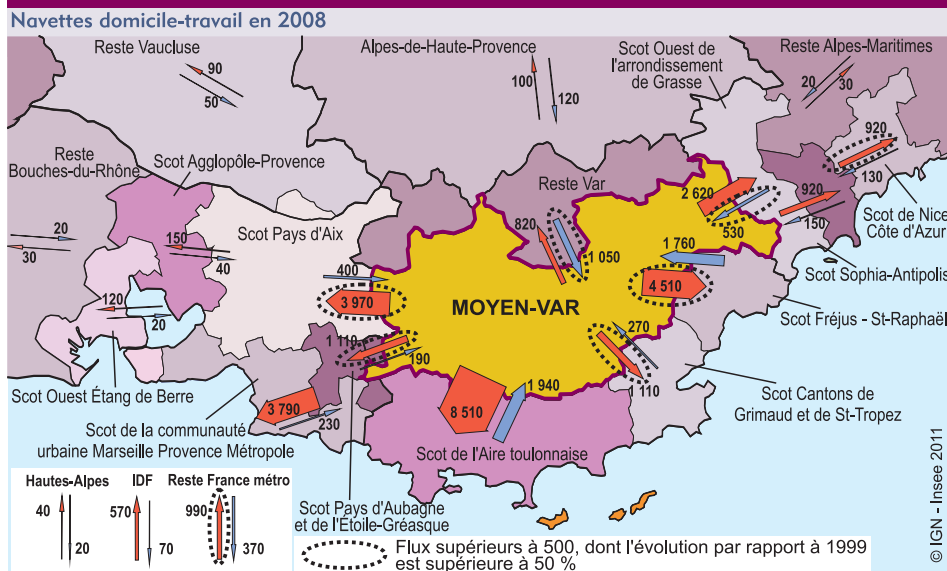 Navettes domicile-travail en 2008
Reste Vaucluse
90
50
Alpes-de-Haute-Provence
100
120
Scot Ouest de
l'arrondissement
de Grasse
Reste Alpes-Maritimes
20
30
Reste
Bouches-du-Rhône
Scot Agglopôle-Provence
Reste Var
920
130
Scot de Nice
Côte d'Azur
2 620
530
920
150
20
30
150
40
Scot Pays d'Aix
820
1 050
1 760
4 510
Scot Sophia-Antipolis
400
3 970
MOYEN-VAR
120
20
1 110
190
270
1 110
Scot Fréjus - St-Raphaël
Scot Ouest Étang de Berre
3 790
230
8 510
1 940
Scot Cantons de
Grimaud et de St-Tropez
Scot de la communauté
urbaine Marseille Provence Métropole
Scot de l'Aire toulonnaise
Hautes-Alpes
IDF
Reste France métro
40
20
570
70
990
370
Scot Pays d'Aubagne
et de l'Étoile-Gréasque
Flux supérieurs à 500, dont l'évolution par rapport à 1999
est supérieure à 50 %
© IGN - Insee 2011